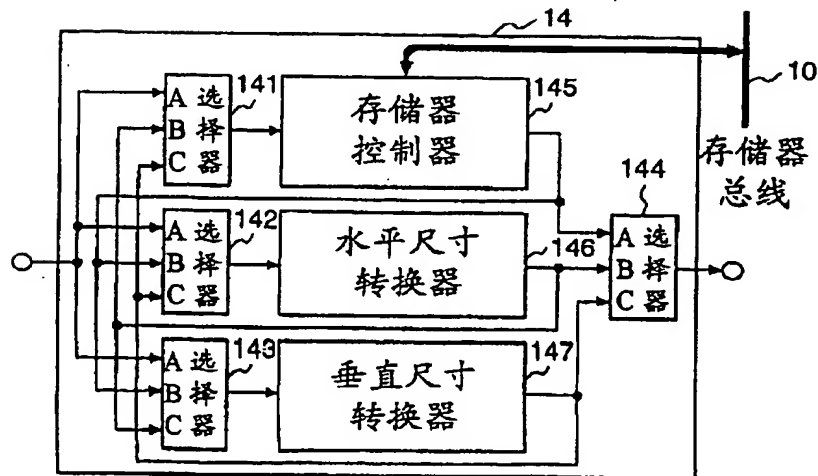 14
10
141
A 选
B 择
C 器
存储器
控制器
145
存储器
总线
144
A 选
B 择
C 器
142
A 选
B 择
C 器
水平尺寸
转换器
146
143
A 选
B 择
C 器
垂直尺寸
转换器
147